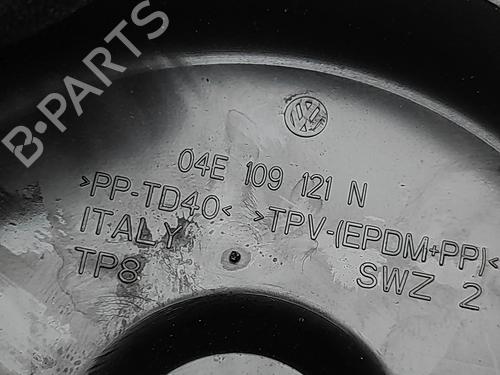 B-PARTS
04E 109 121 N
>PP-TD40< >TPV-(EPDM+PP)<
ITALY
TP8 SWZ 2